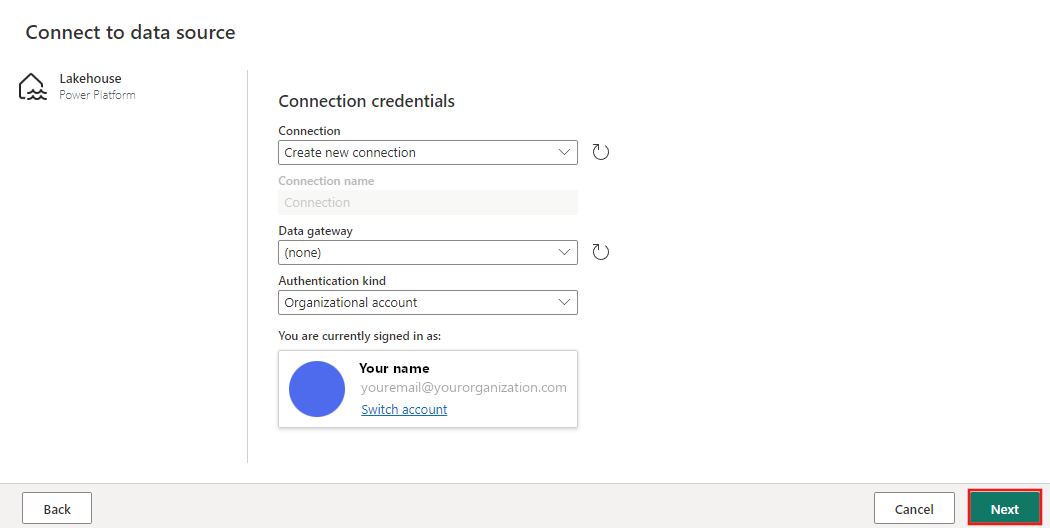 Connect to data source
Lakehouse
Power Platform
Connection credentials
Connection
Create new connection
Connection name
Connection
Data gateway
(none)
Authentication kind
Organizational account
You are currently signed in as:
Your name
youremail@yourorganization.com
Switch account
Back
Cancel
Next